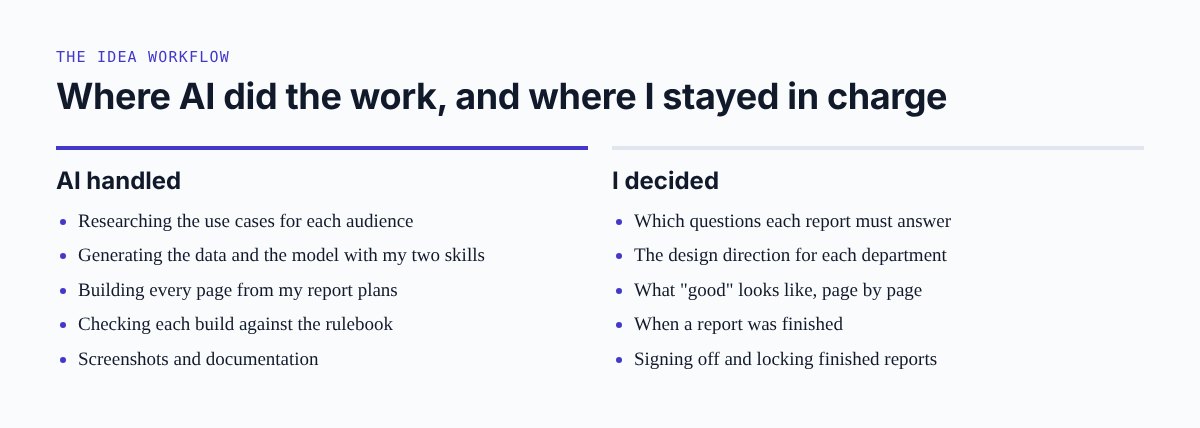 THE IDEA WORKFLOW
Where AI did the work, and where I stayed in charge
AI handled
Researching the use cases for each audience
Generating the data and the model with my two skills
Building every page from my report plans
Checking each build against the rulebook
Screenshots and documentation
I decided
Which questions each report must answer
The design direction for each department
What "good" looks like, page by page
When a report was finished
Signing off and locking finished reports